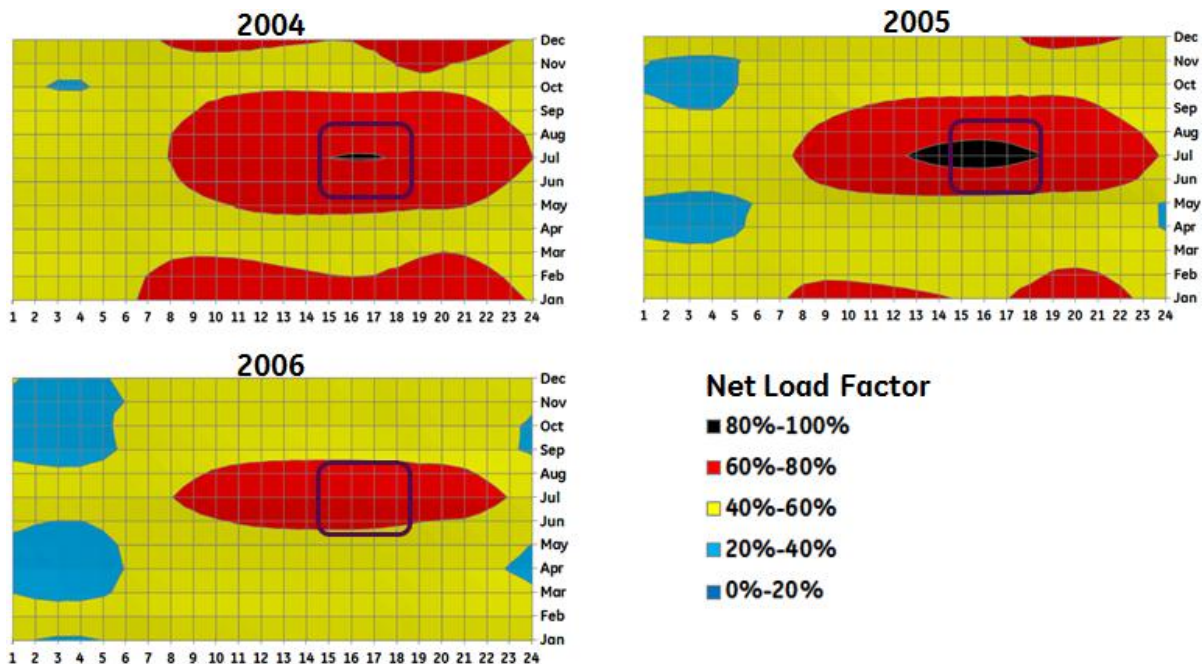 2004
Dec
Nov
Oct
Sep
Aug
Jul
Jun
May
Apr
Mar
Feb
Jan
1 2 3 4 5 6 7 8 9 10 11 12 13 14 15 16 17 18 19 20 21 22 23 24
2005
Dec
Nov
Oct
Sep
Aug
Jul
Jun
May
Apr
Mar
Feb
Jan
1 2 3 4 5 6 7 8 9 10 11 12 13 14 15 16 17 18 19 20 21 22 23 24
2006
Dec
Nov
Oct
Sep
Aug
Jul
Jun
May
Apr
Mar
Feb
Jan
1 2 3 4 5 6 7 8 9 10 11 12 13 14 15 16 17 18 19 20 21 22 23 24
Net Load Factor
80%-100%
60%-80%
40%-60%
20%-40%
0%-20%